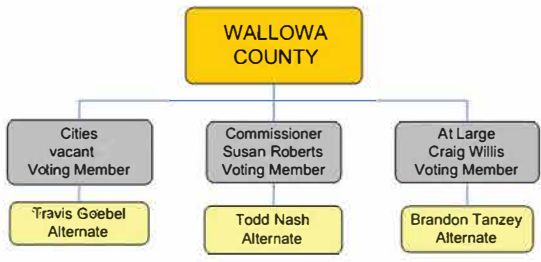 WALLOWA
COUNTY
Cities
vacant
Voting Member
Commissioner
Susan Roberts
Voting Member
At Large
Craig Willis
Voting Member
Travis Goebel
Alternate
Todd Nash
Alternate
Brandon Tanzey
Alternate